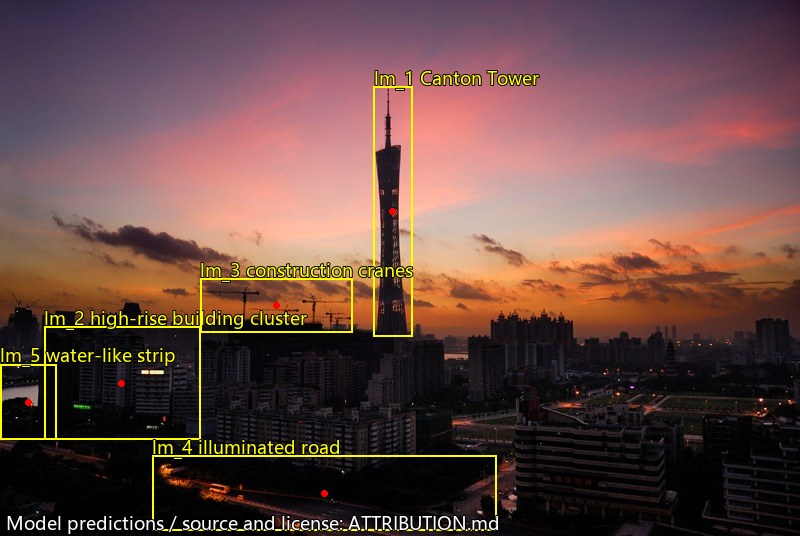 lm_1 Canton Tower
lm_3 construction cranes
lm_2 high-rise building cluster
lm_5 water-like strip
lm_4 illuminated road
Model predictions / source and license: ATTRIBUTION.md